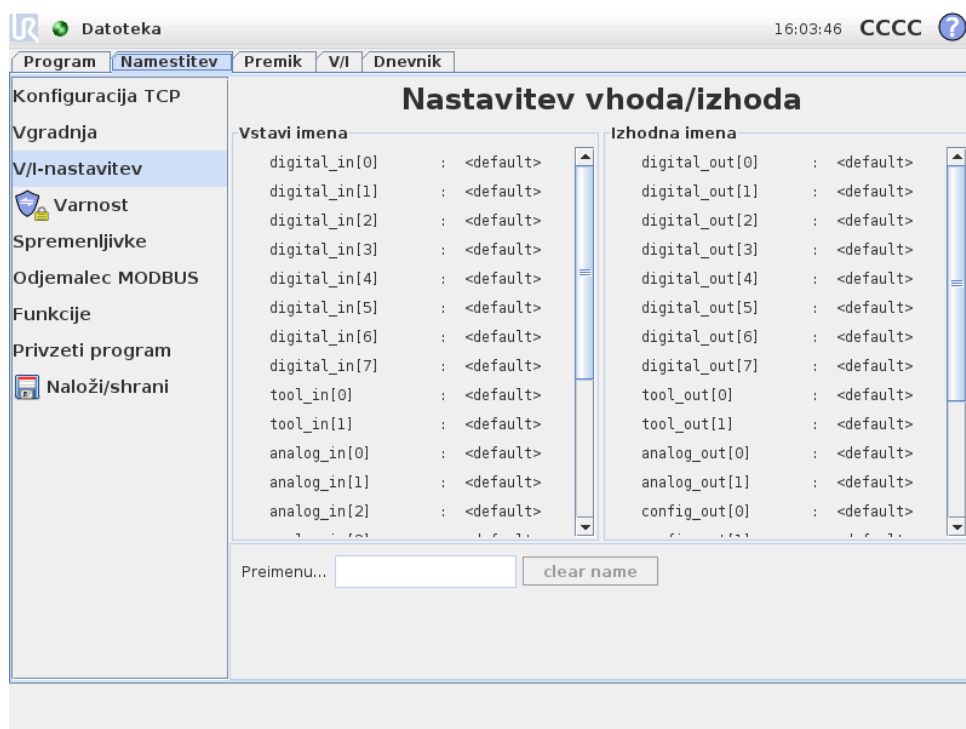 UR Datoteka 16:03:46 CCCC ?
Program Namestitev Premik V/I Dnevnik
Konfiguracija TCP
Vgradnja
V/I-nastavitev
Varnost
Spremenljivke
Odjemalec MODBUS
Funkcije
Privzeti program
Naloži/shrani
Nastavitev vhoda/izhoda
Vstavi imena
digital_in[0] : <default>
digital_in[1] : <default>
digital_in[2] : <default>
digital_in[3] : <default>
digital_in[4] : <default>
digital_in[5] : <default>
digital_in[6] : <default>
digital_in[7] : <default>
tool_in[0] : <default>
tool_in[1] : <default>
analog_in[0] : <default>
analog_in[1] : <default>
analog_in[2] : <default>
Izhodna imena
digital_out[0] : <default>
digital_out[1] : <default>
digital_out[2] : <default>
digital_out[3] : <default>
digital_out[4] : <default>
digital_out[5] : <default>
digital_out[6] : <default>
digital_out[7] : <default>
tool_out[0] : <default>
tool_out[1] : <default>
analog_out[0] : <default>
analog_out[1] : <default>
config_out[0] : <default>
Preimenu... clear name